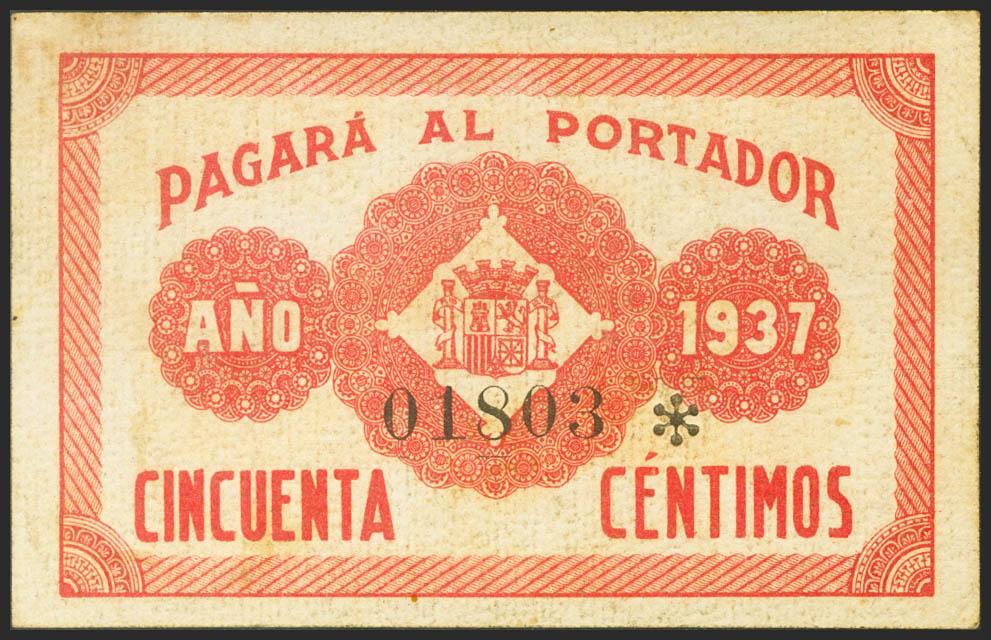 PAGARÁ AL PORTADOR
AÑO 1937
01803 *
CINCUENTA CÉNTIMOS